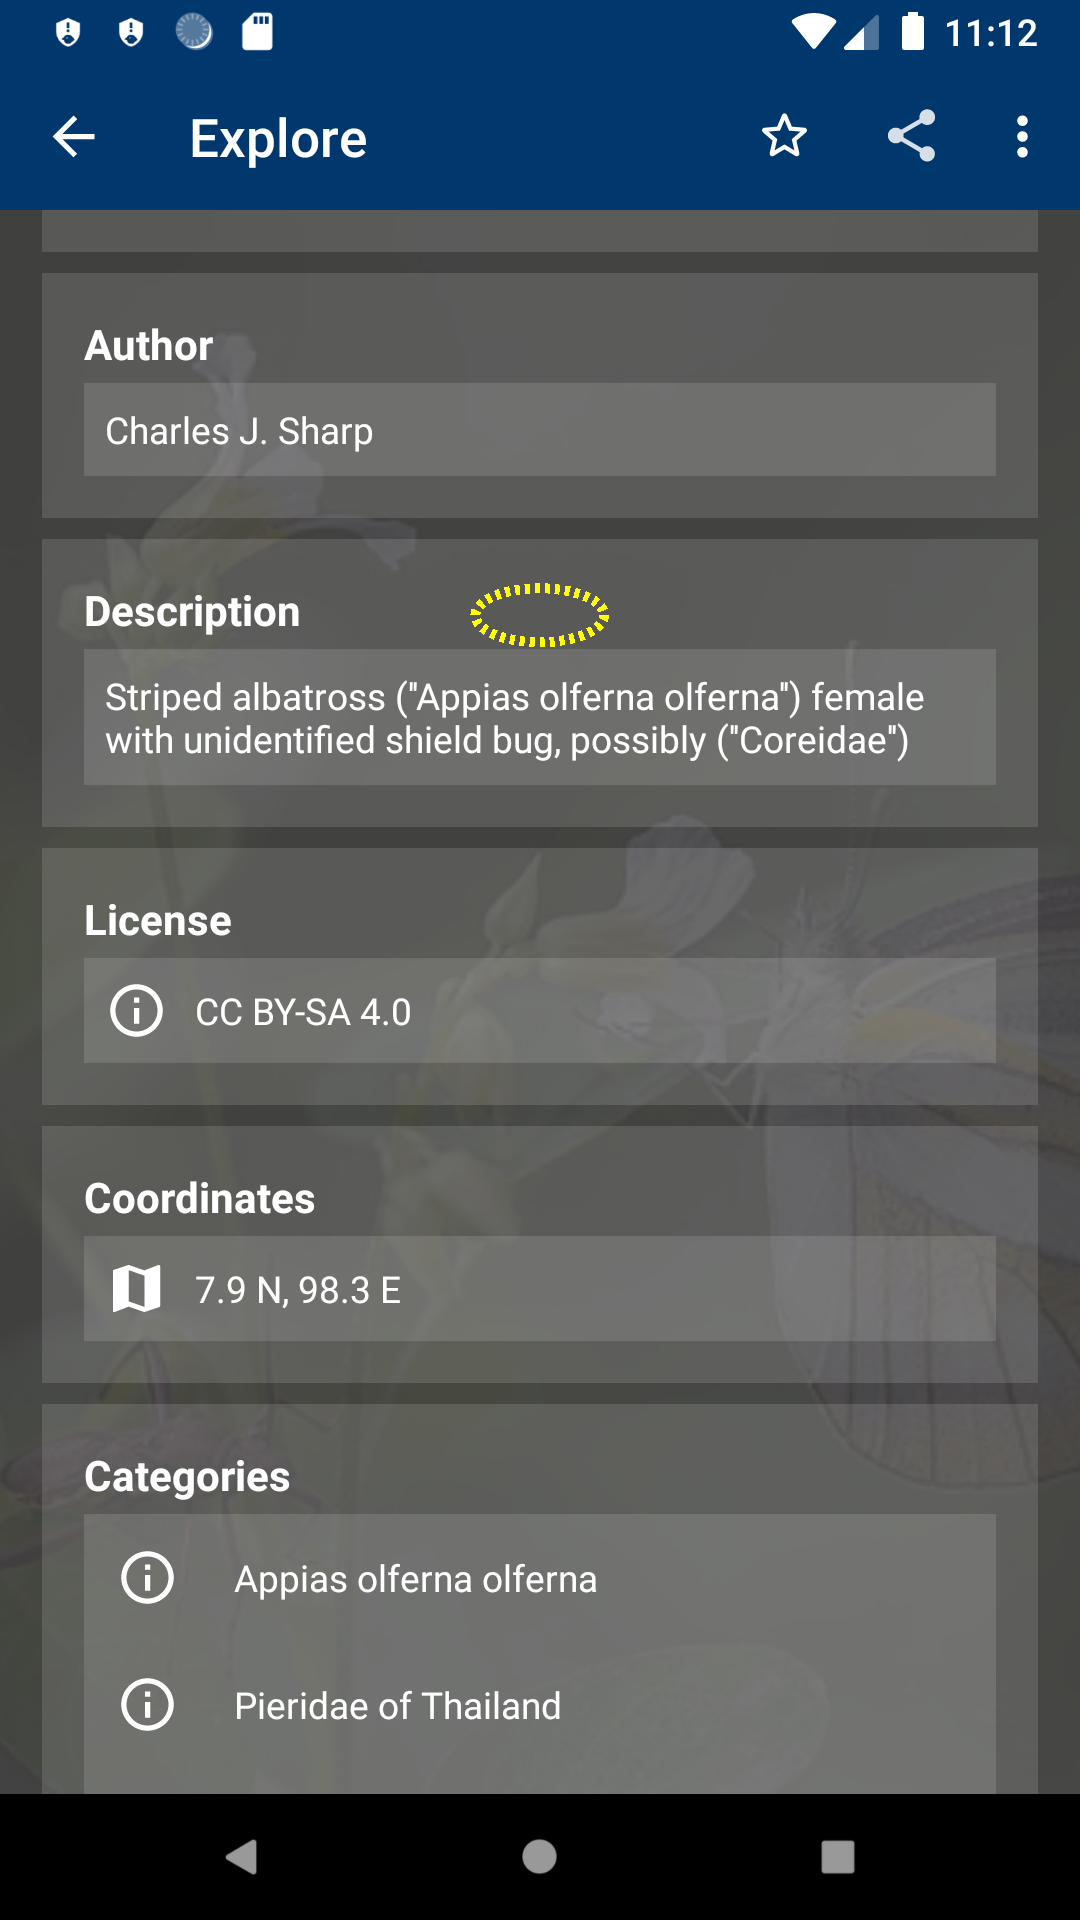 11:12
Explore
Author
Charles J. Sharp
Description
Striped albatross ("Appias olferna olferna") female
with unidentified shield bug, possibly ("Coreidae")
License
CC BY-SA 4.0
Coordinates
7.9 N, 98.3 E
Categories
Appias olferna olferna
Pieridae of Thailand